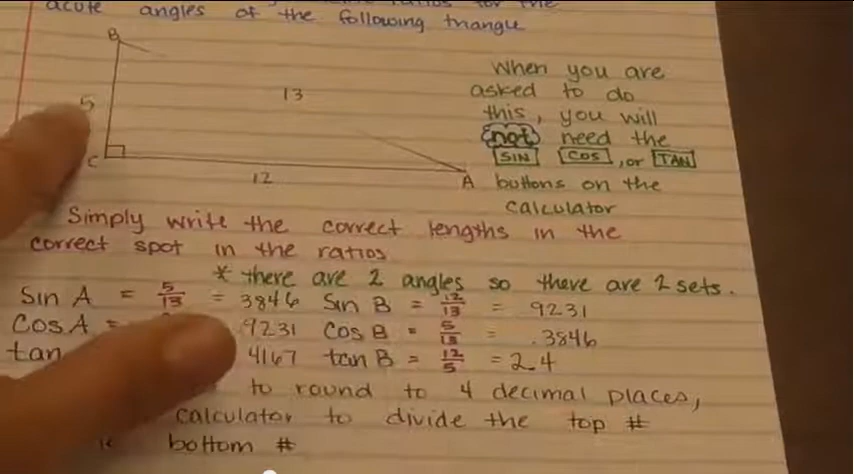 acute angles of the following triangle
B
13
5
C
12
A
When you are
asked to do
this, you will
not need the
SIN COS, or TAN
buttons on the
calculator
Simply write the correct lengths in the
correct spot in the ratios
* there are 2 angles so there are 2 sets.
Sin A = 5/13 = 3846 Sin B = 12/13 = 9231
Cos A = 9231 Cos B = 5/13 = .3846
tan 4167 tan B = 12/5 = 2.4
to round to 4 decimal places,
calculator to divide the top #
bottom #